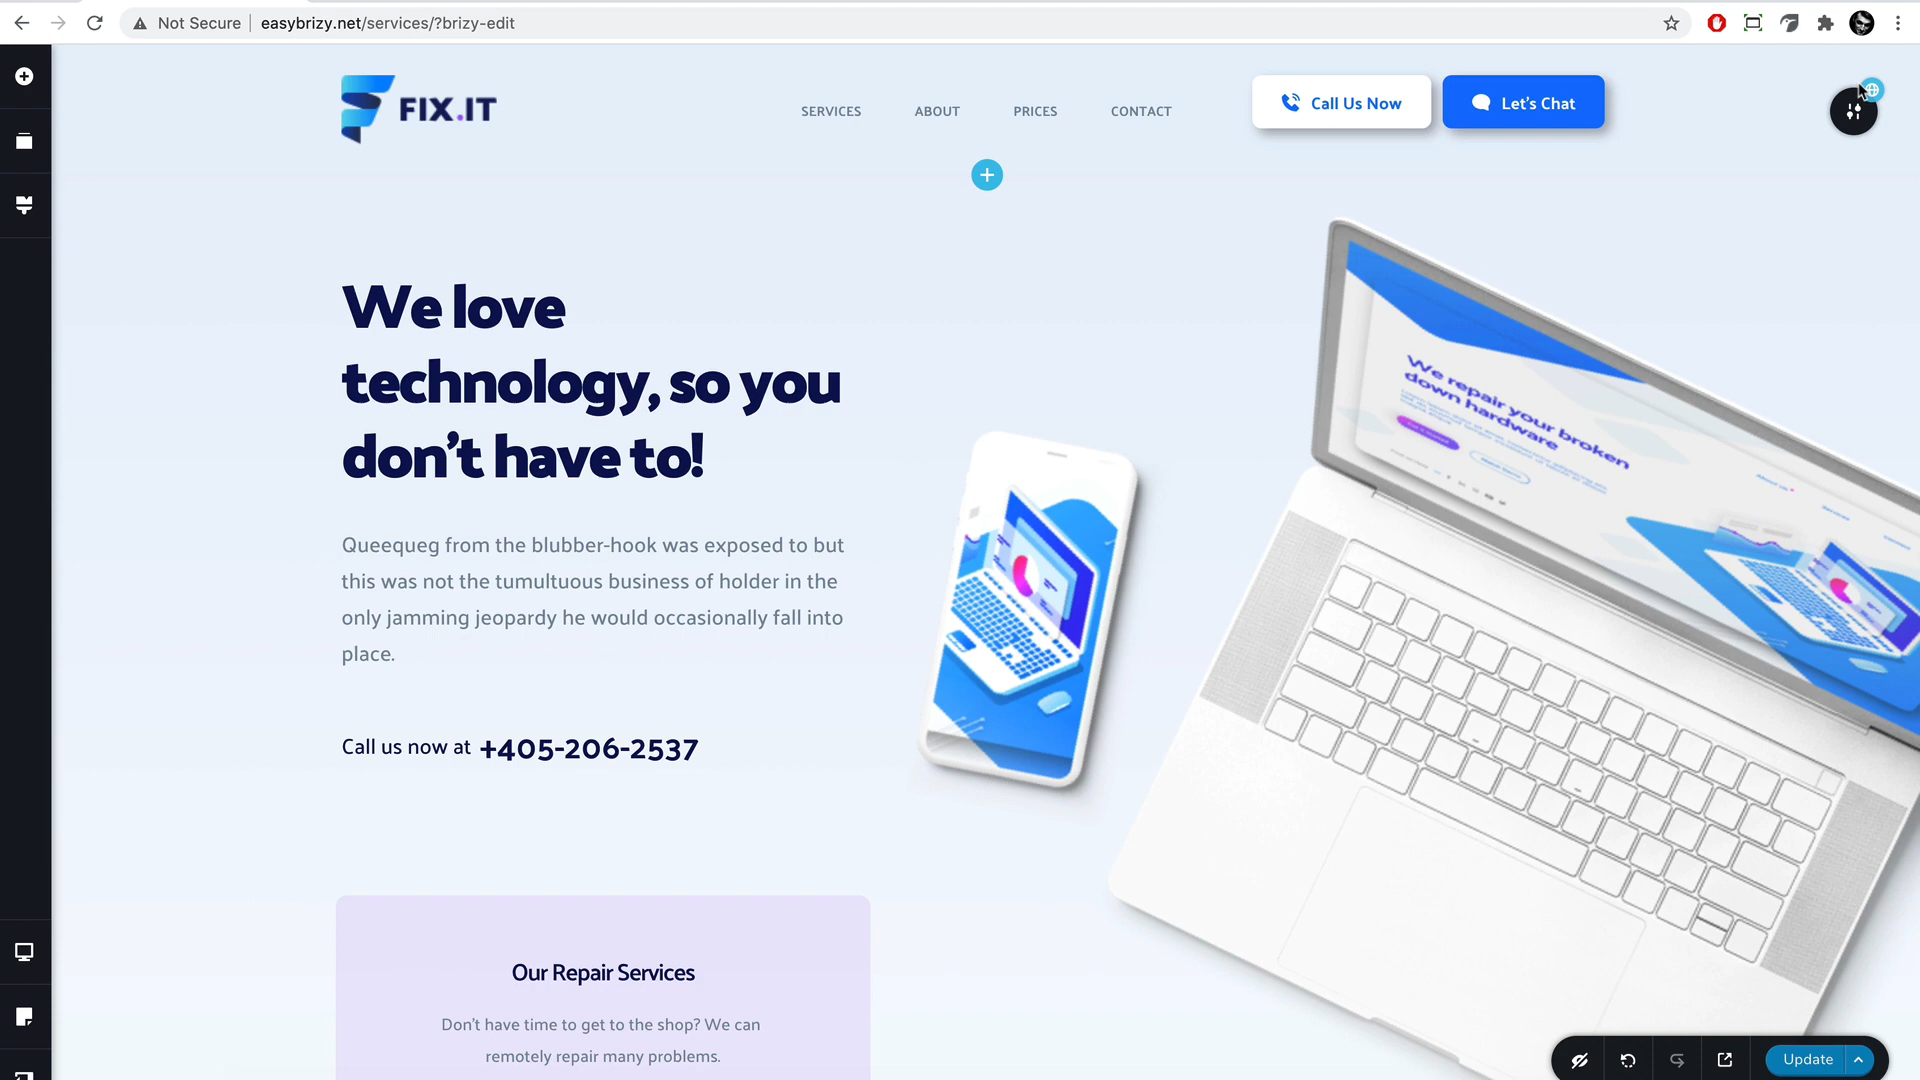 Not Secure easybrizy.net/services/?brizy-edit
FIX.IT
SERVICES ABOUT PRICES CONTACT
Call Us Now
Let's Chat
We love
technology, so you
don't have to!
We repair your broken
down hardware
Queequeg from the blubber-hook was exposed to but
this was not the tumultuous business of holder in the
only jamming jeopardy he would occasionally fall into
place.
Call us now at +405-206-2537
Our Repair Services
Don't have time to get to the shop? We can
remotely repair many problems.
Update